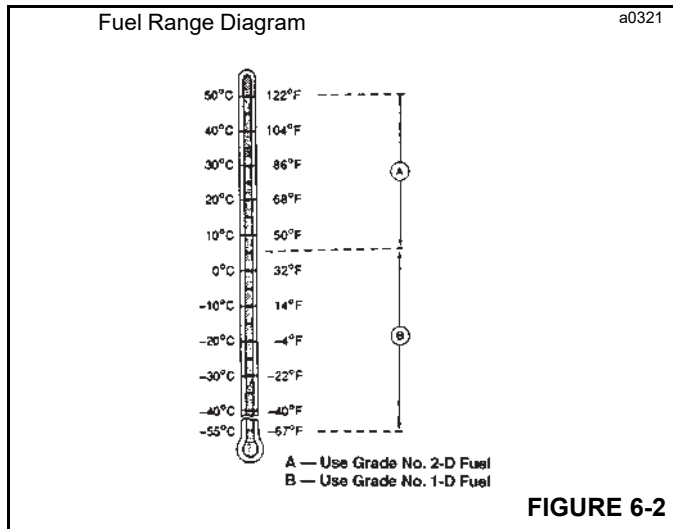 Fuel Range Diagram
a0321
50°C 122°F
40°C 104°F
30°C 86°F
A
20°C 68°F
10°C 50°F
0°C 32°F
-10°C 14°F
-20°C -4°F
B
-30°C -22°F
-40°C -40°F
-55°C -67°F
A — Use Grade No. 2-D Fuel
B — Use Grade No. 1-D Fuel
FIGURE 6-2